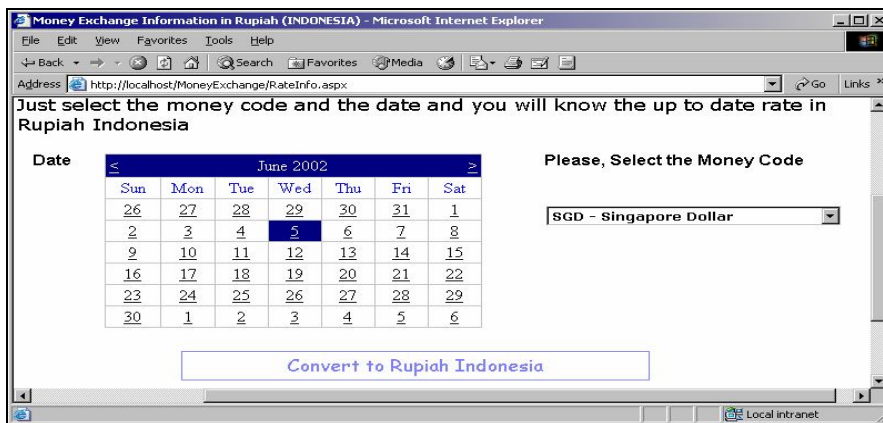 Money Exchange Information in Rupiah (INDONESIA) - Microsoft Internet Explorer
File Edit View Favorites Tools Help
Back Search Favorites Media
Address http://localhost/MoneyExchange/RateInfo.aspx Go Links »
Just select the money code and the date and you will know the up to date rate in
Rupiah Indonesia
Date
< June 2002 >
Sun Mon Tue Wed Thu Fri Sat
26 27 28 29 30 31 1
2 3 4 5 6 7 8
9 10 11 12 13 14 15
16 17 18 19 20 21 22
23 24 25 26 27 28 29
30 1 2 3 4 5 6
Please, Select the Money Code
SGD - Singapore Dollar
Convert to Rupiah Indonesia
Local intranet